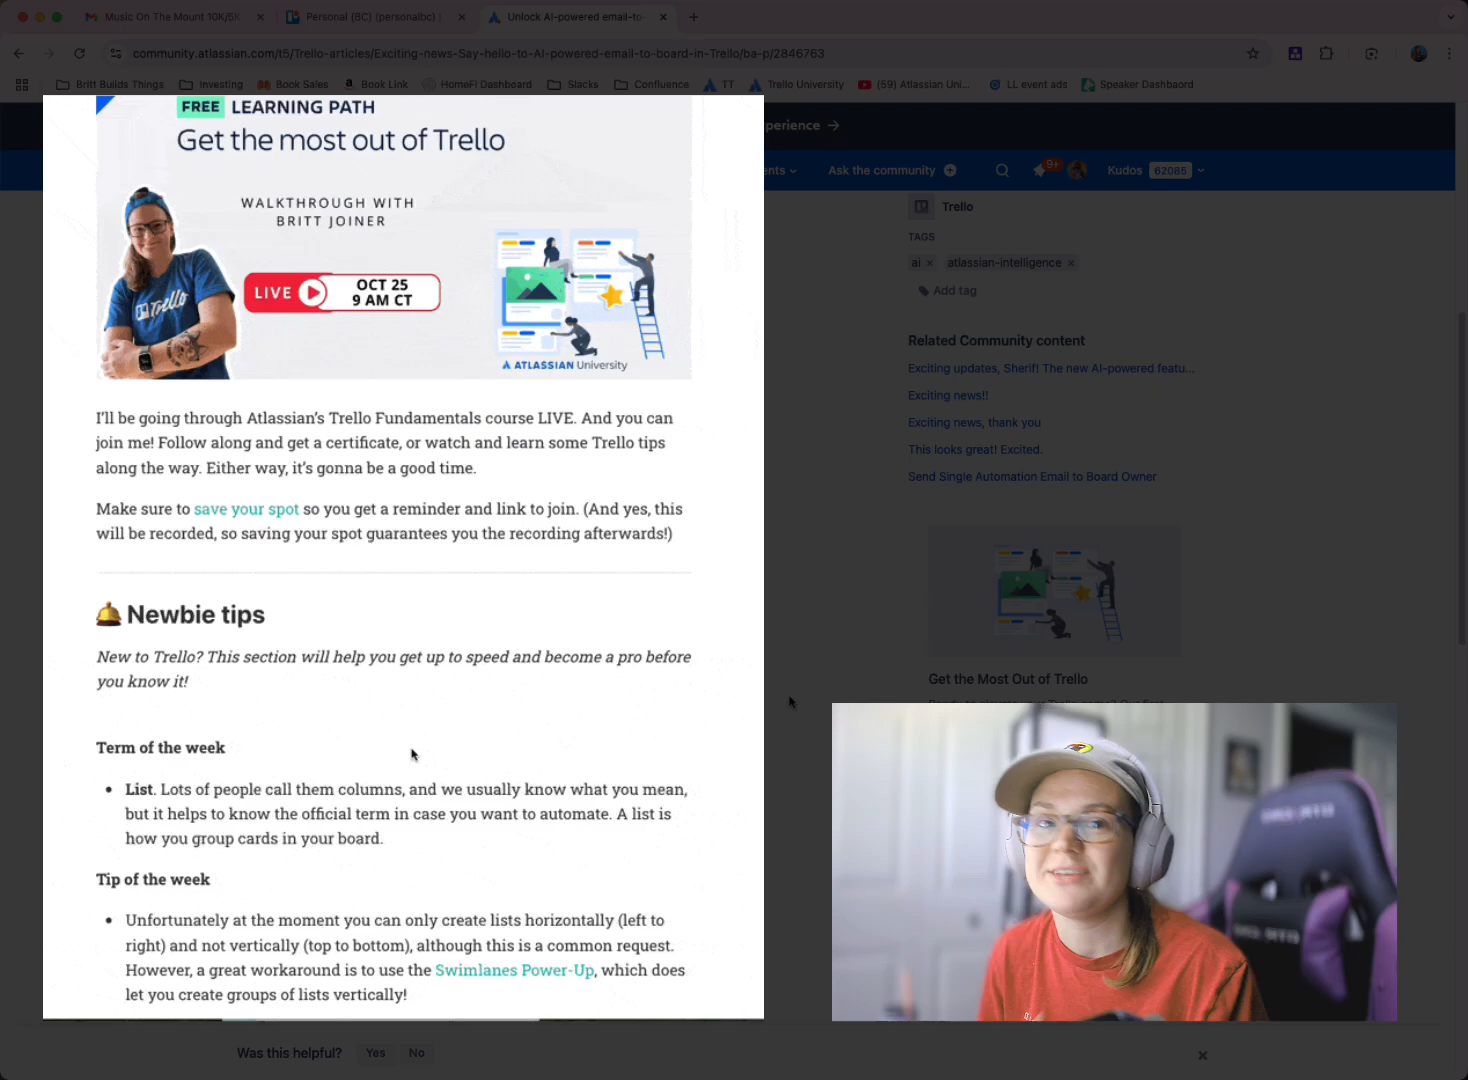 Music On The Mount 10K/5K
Personal (BC) (personalbc) |
Unlock AI-powered email-to-
community.atlassian.com/t5/Trello-articles/Exciting-news-Say-hello-to-AI-powered-email-to-board-in-Trello/ba-p/2846763
Britt Builds Things
Investing
Book Sales
Book Link
HomeFi Dashboard
Slacks
Confluence
TT
Trello University
(59) Atlassian Uni...
LL event ads
Speaker Dashbaord
perience →
ents
Ask the community
9+
Kudos
62085
FREE LEARNING PATH
Get the most out of Trello
WALKTHROUGH WITH
BRITT JOINER
LIVE
OCT 25
9 AM CT
Trello
ATLASSIAN University
I'll be going through Atlassian's Trello Fundamentals course LIVE. And you can
join me! Follow along and get a certificate, or watch and learn some Trello tips
along the way. Either way, it's gonna be a good time.
Make sure to save your spot so you get a reminder and link to join. (And yes, this
will be recorded, so saving your spot guarantees you the recording afterwards!)
Newbie tips
New to Trello? This section will help you get up to speed and become a pro before
you know it!
Term of the week
• List. Lots of people call them columns, and we usually know what you mean,
but it helps to know the official term in case you want to automate. A list is
how you group cards in your board.
Tip of the week
• Unfortunately at the moment you can only create lists horizontally (left to
right) and not vertically (top to bottom), although this is a common request.
However, a great workaround is to use the Swimlanes Power-Up, which does
let you create groups of lists vertically!
Trello
TAGS
ai ×
atlassian-intelligence ×
Add tag
Related Community content
Exciting updates, Sherif! The new AI-powered featu...
Exciting news!!
Exciting news, thank you
This looks great! Excited.
Send Single Automation Email to Board Owner
Get the Most Out of Trello
Was this helpful?
Yes
No